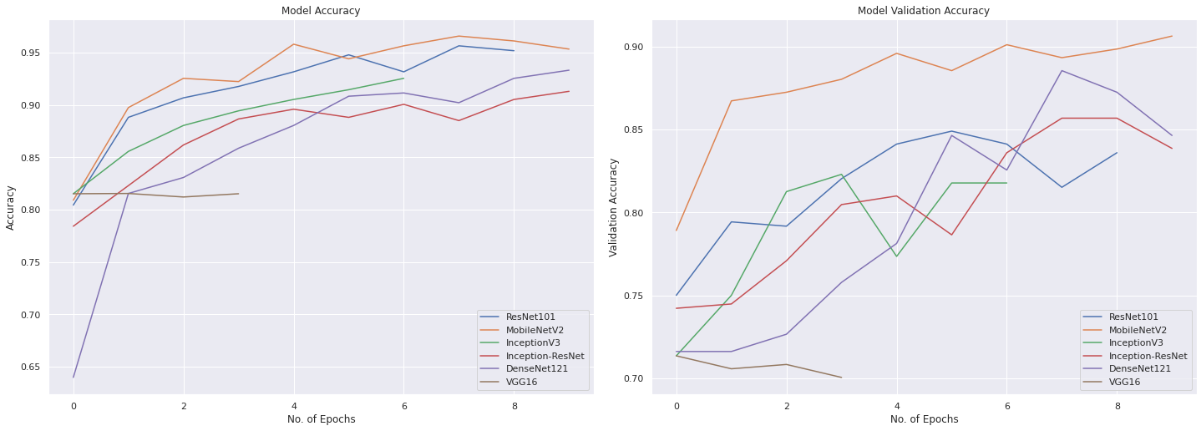 Model Accuracy
Accuracy
0.95
0.90
0.85
0.80
0.75
0.70
0.65
0
2
4
6
8
No. of Epochs
ResNet101
MobileNetV2
InceptionV3
Inception-ResNet
DenseNet121
VGG16
Model Validation Accuracy
Validation Accuracy
0.90
0.85
0.80
0.75
0.70
0
2
4
6
8
No. of Epochs
ResNet101
MobileNetV2
InceptionV3
Inception-ResNet
DenseNet121
VGG16